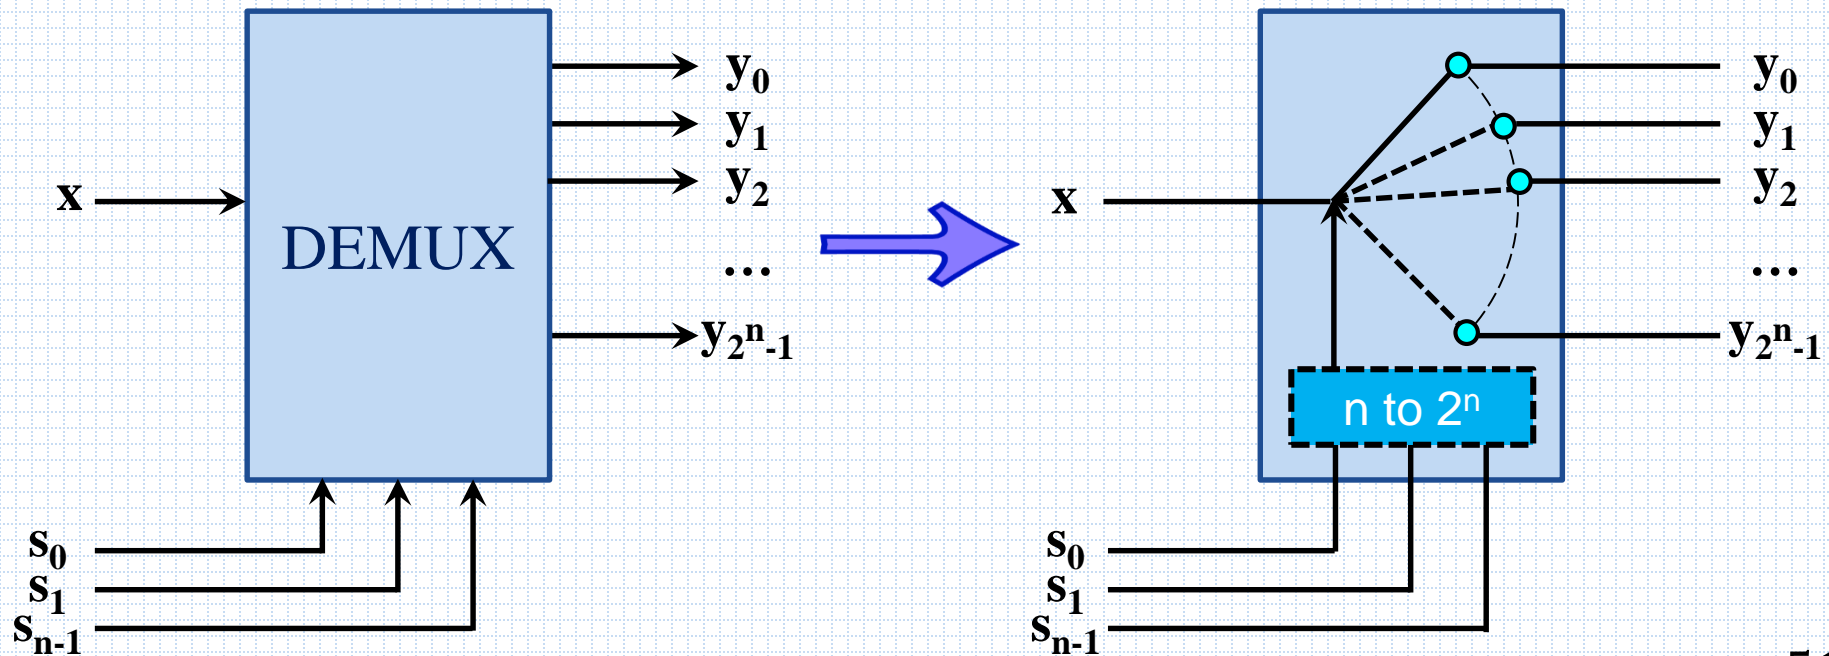 x
DEMUX
y₀
y₁
y₂
...
y₂ⁿ₋₁
s₀
s₁
sₙ₋₁
x
y₀
y₁
y₂
...
y₂ⁿ₋₁
n to 2ⁿ
s₀
s₁
sₙ₋₁